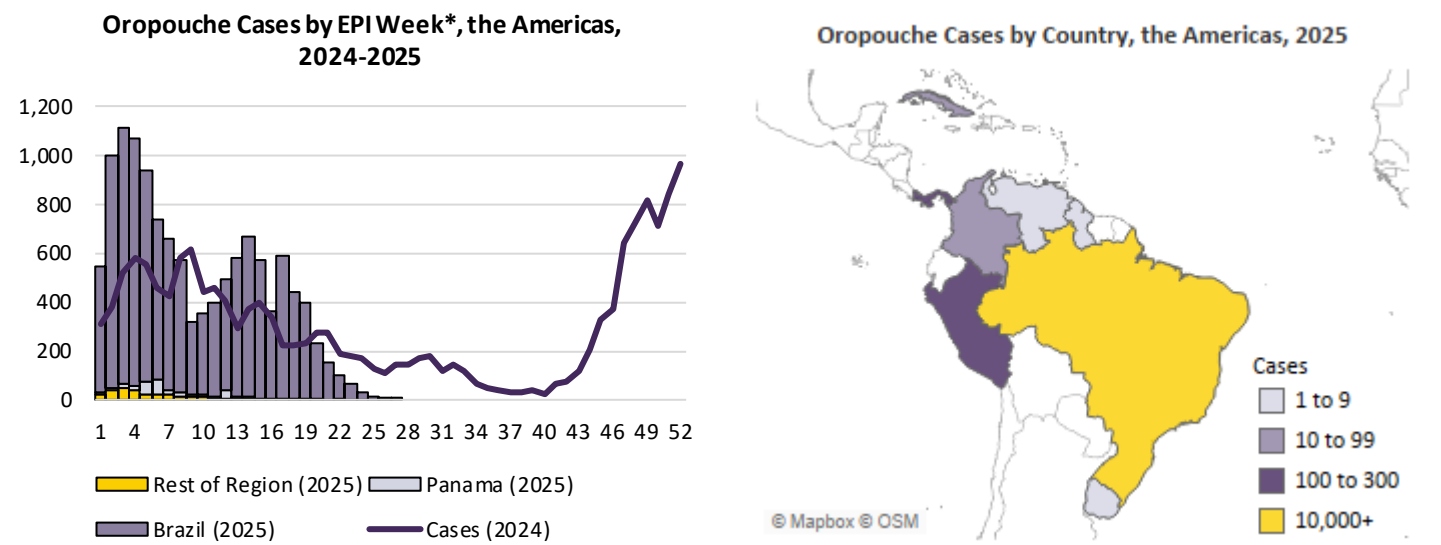 Oropouche Cases by EPI Week*, the Americas,
2024-2025
1,200
1,000
800
600
400
200
0
1 4 7 10 13 16 19 22 25 28 31 34 37 40 43 46 49 52
Rest of Region (2025) Panama (2025)
Brazil (2025) Cases (2024)
Oropouche Cases by Country, the Americas, 2025
Cases
1 to 9
10 to 99
100 to 300
10,000+
© Mapbox © OSM